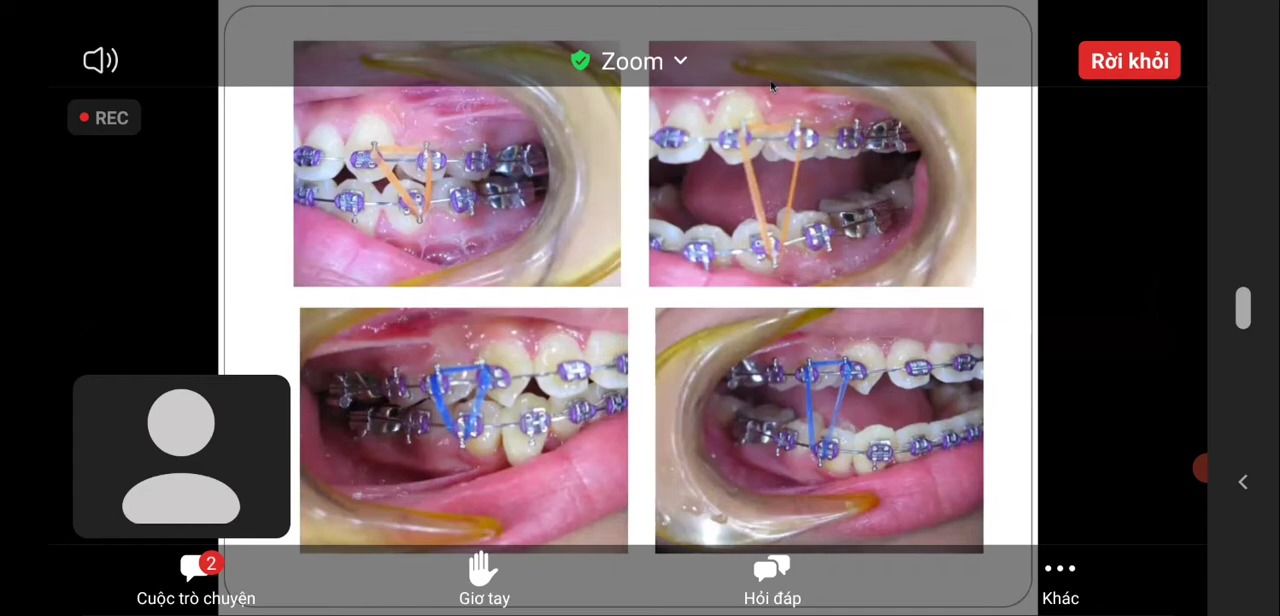 Zoom
Rời khỏi
REC
2
Cuộc trò chuyện
Giơ tay
Hỏi đáp
Khác